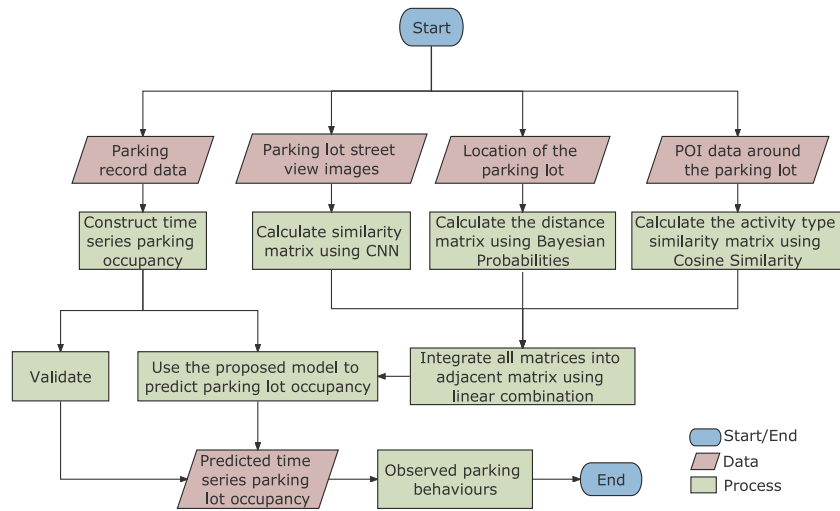 Start
Parking
record data
Parking lot street
view images
Location of the
parking lot
POI data around
the parking lot
Construct time
series parking
occupancy
Calculate similarity
matrix using CNN
Calculate the distance
matrix using Bayesian
Probabilities
Calculate the activity type
similarity matrix using
Cosine Similarity
Validate
Use the proposed model to
predict parking lot occupancy
Integrate all matrices into
adjacent matrix using
linear combination
Predicted time
series parking
lot occupancy
Observed parking
behaviours
End
Start/End
Data
Process